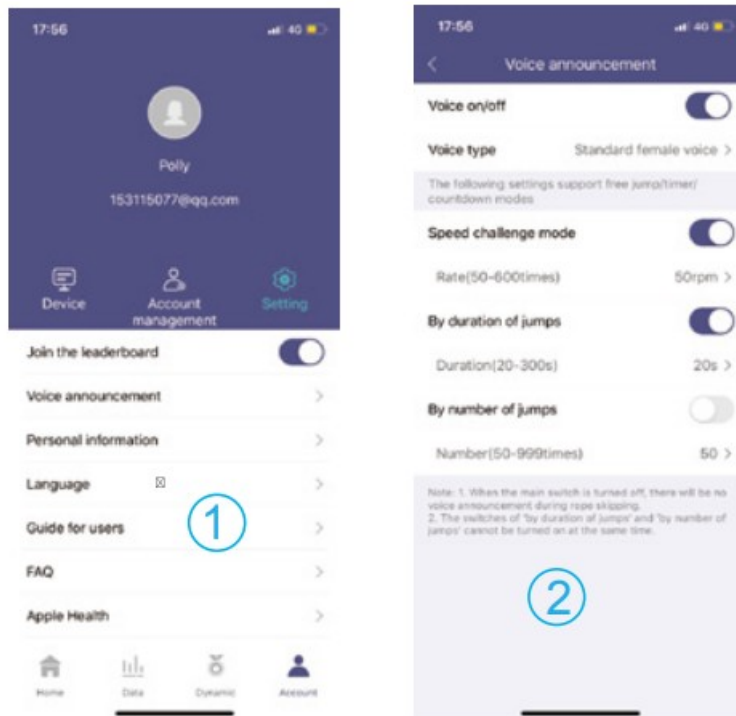 17:56
4G
Polly
153115077@qq.com
Device
Account
management
Setting
Join the leaderboard
Voice announcement
Personal information
Language
Guide for users
FAQ
Apple Health
Home
Data
Dynamic
Account
1
17:56
4G
Voice announcement
Voice on/off
Voice type Standard female voice >
The following settings support free jump/timer/
countdown modes
Speed challenge mode
Rate(50-600times) 50rpm >
By duration of jumps
Duration(20-300s) 20s >
By number of jumps
Number(50-999times) 50 >
Note: 1. When the main switch is turned off, there will be no
voice announcement during rope skipping.
2. The switches of 'by duration of jumps' and 'by number of
jumps' cannot be turned on at the same time.
2